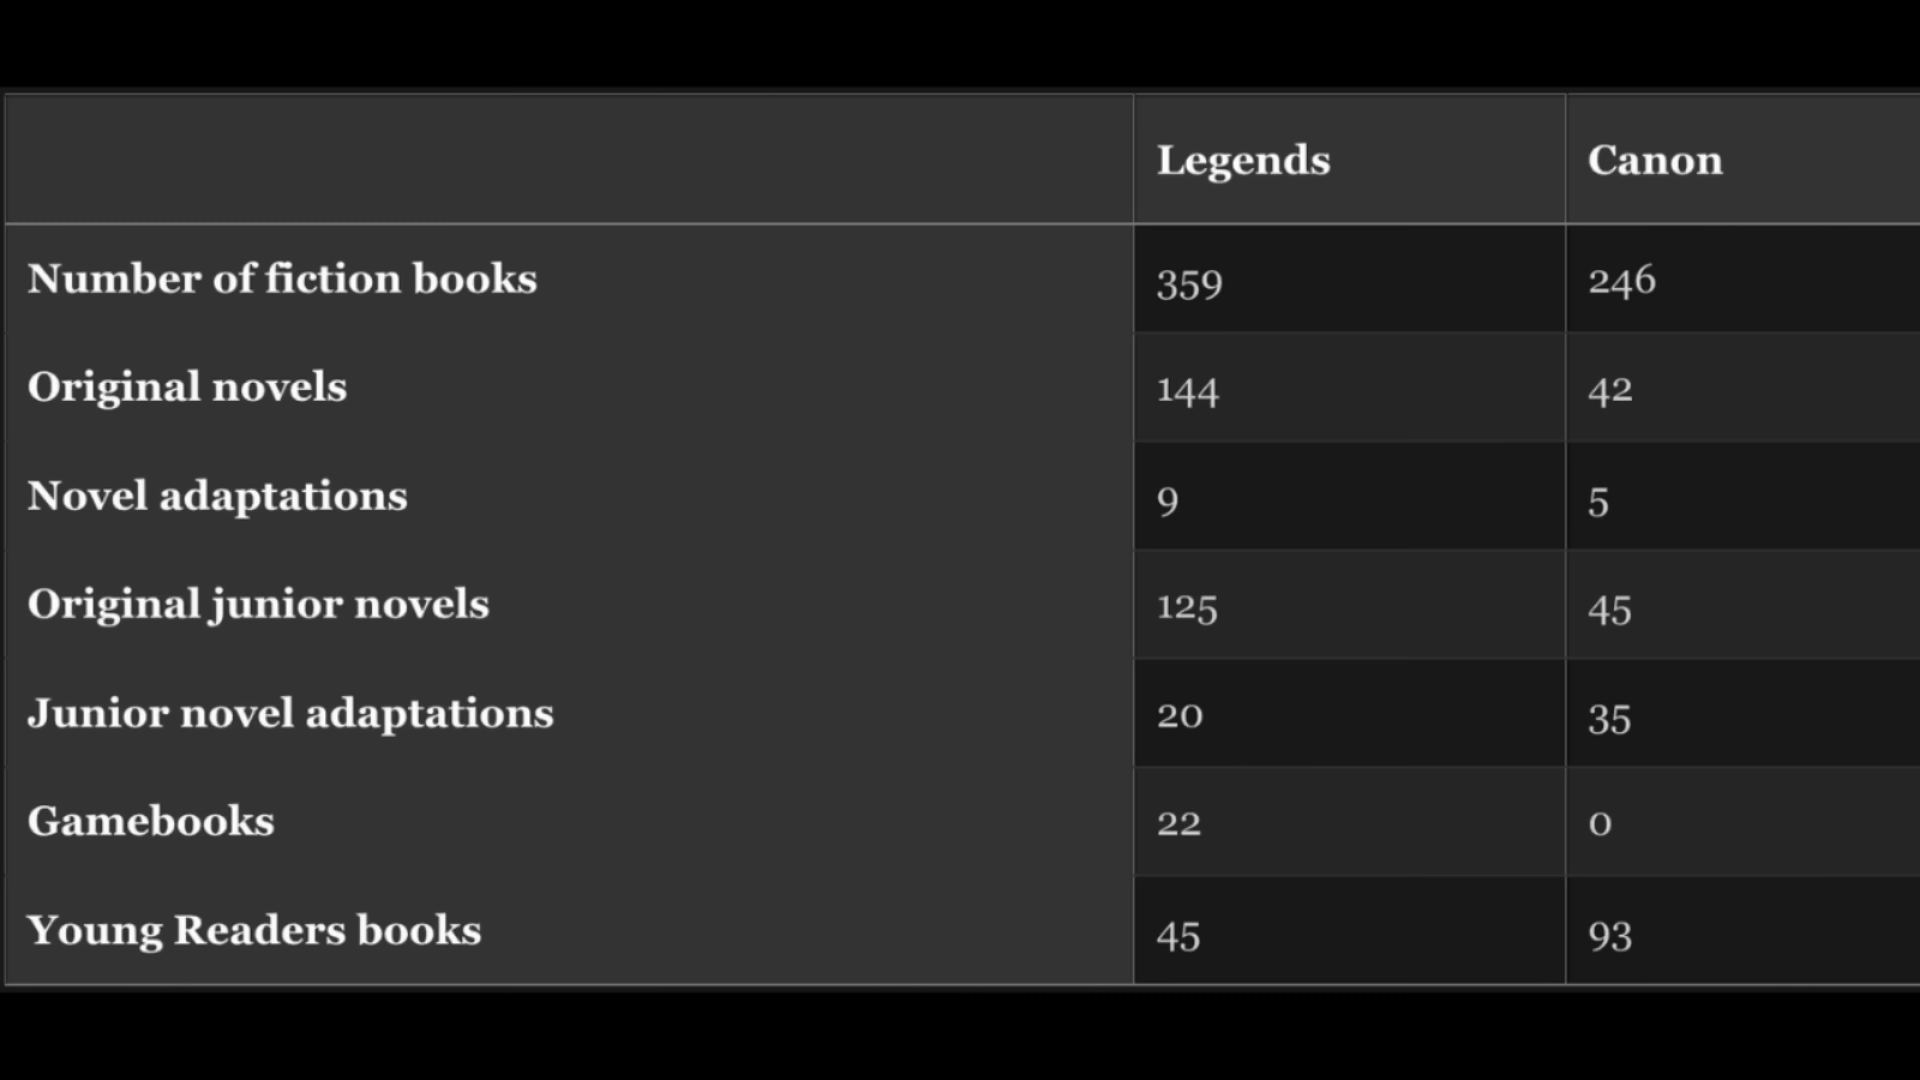 Legends Canon
Number of fiction books 359 246
Original novels 144 42
Novel adaptations 9 5
Original junior novels 125 45
Junior novel adaptations 20 35
Gamebooks 22 0
Young Readers books 45 93